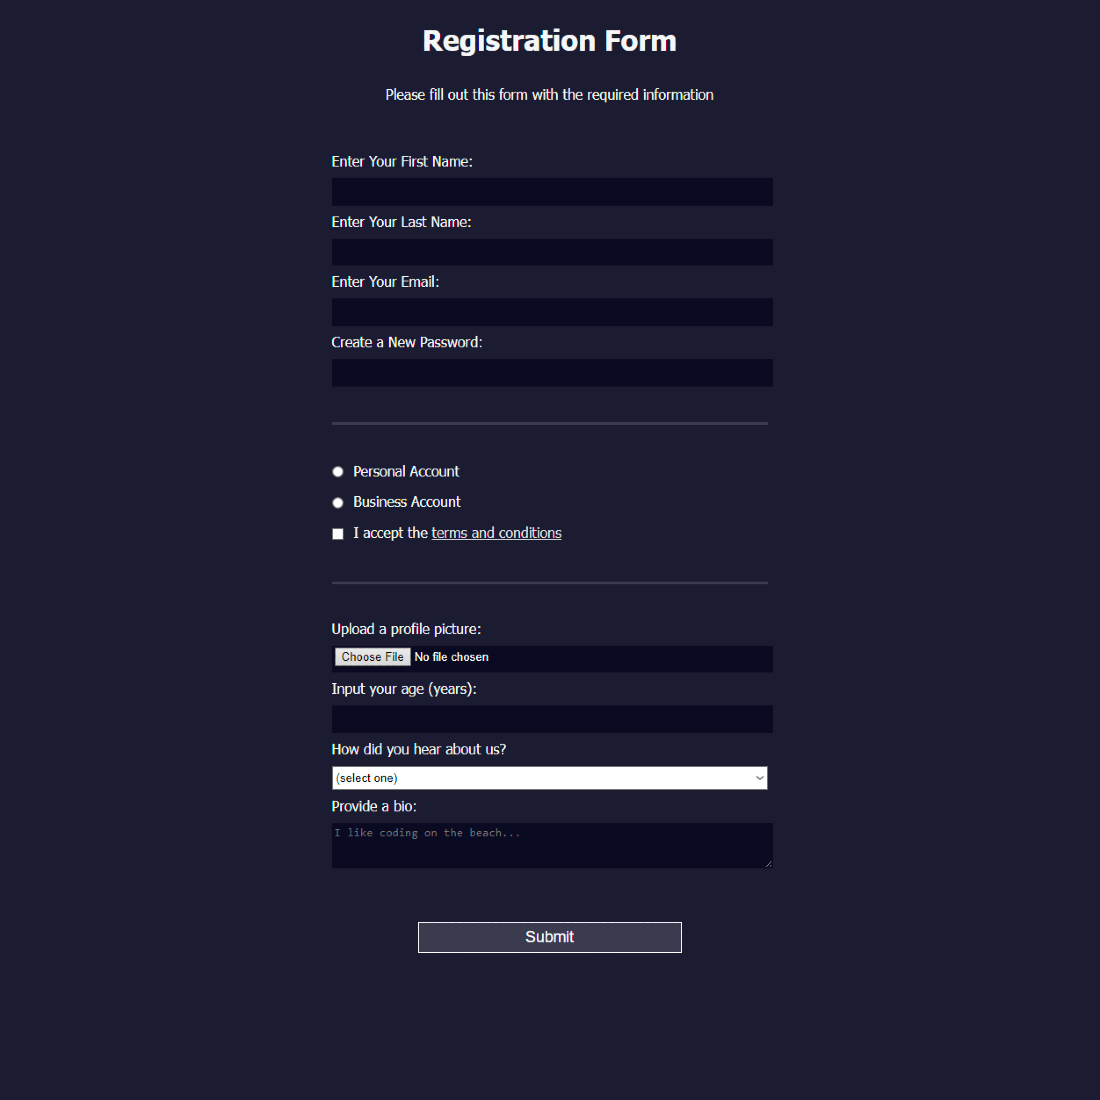 Registration Form
Please fill out this form with the required information
Enter Your First Name:
Enter Your Last Name:
Enter Your Email:
Create a New Password:
Personal Account
Business Account
I accept the terms and conditions
Upload a profile picture:
Choose File No file chosen
Input your age (years):
How did you hear about us?
(select one)
Provide a bio:
I like coding on the beach...
Submit